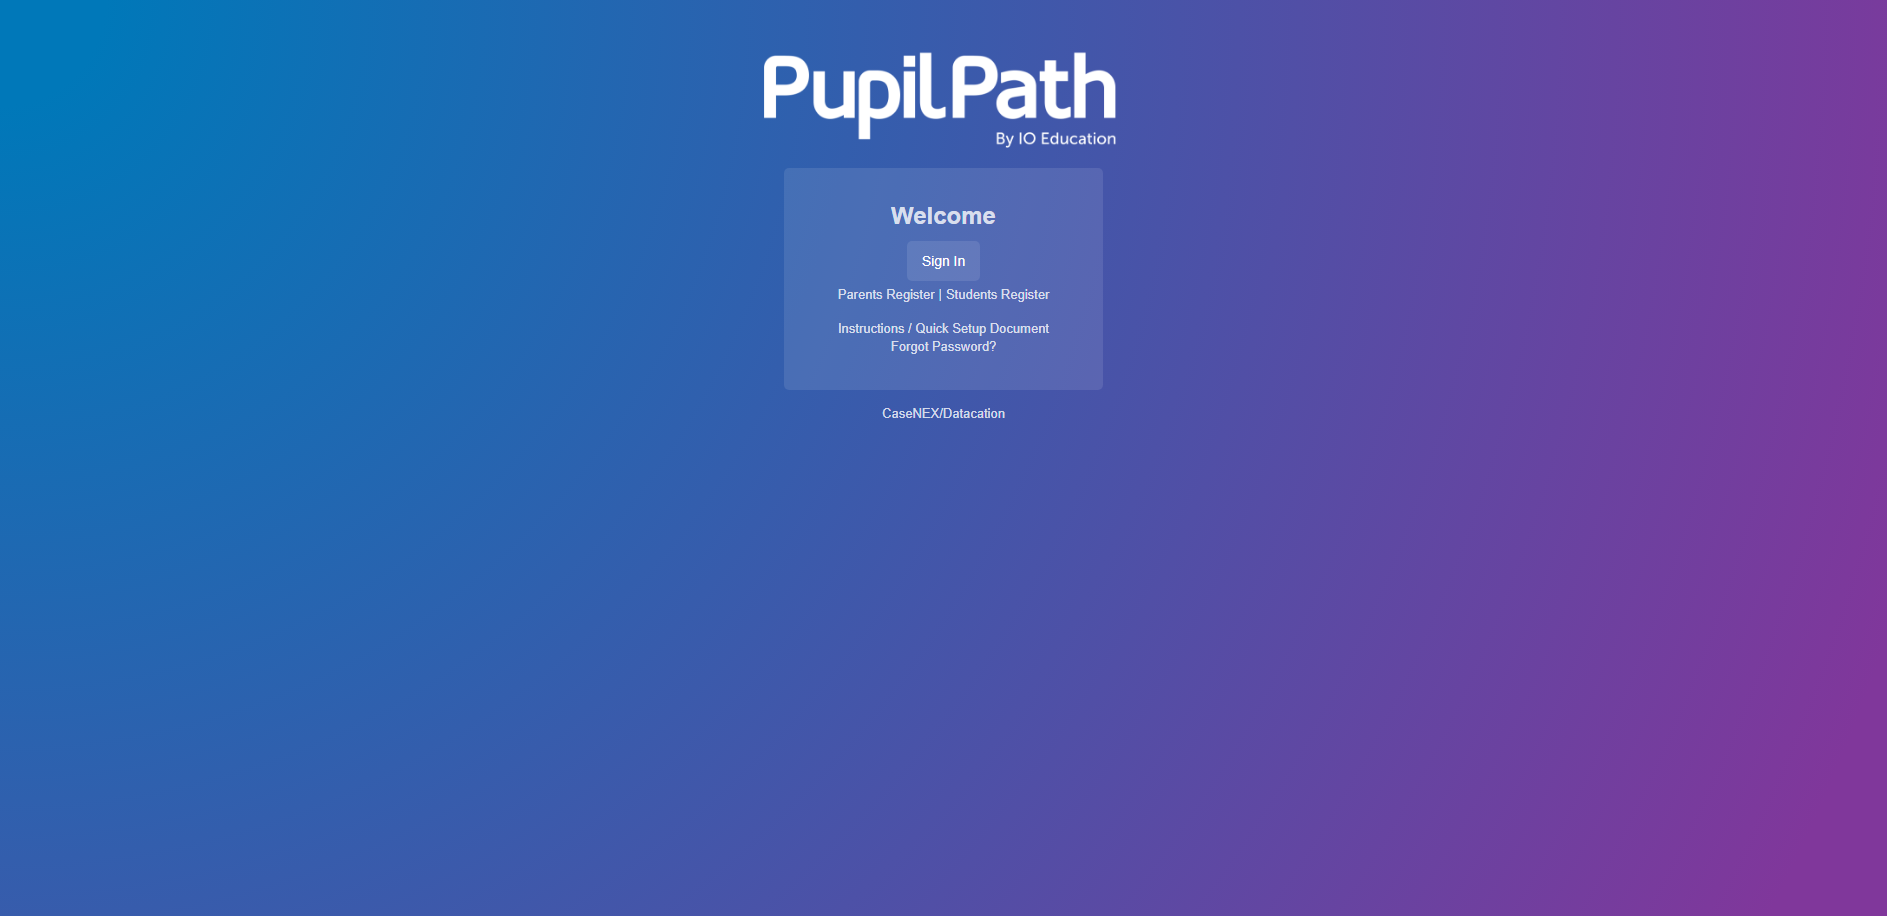 PupilPath
By IO Education
Welcome
Sign In
Parents Register | Students Register
Instructions / Quick Setup Document
Forgot Password?
CaseNEX/Datacation